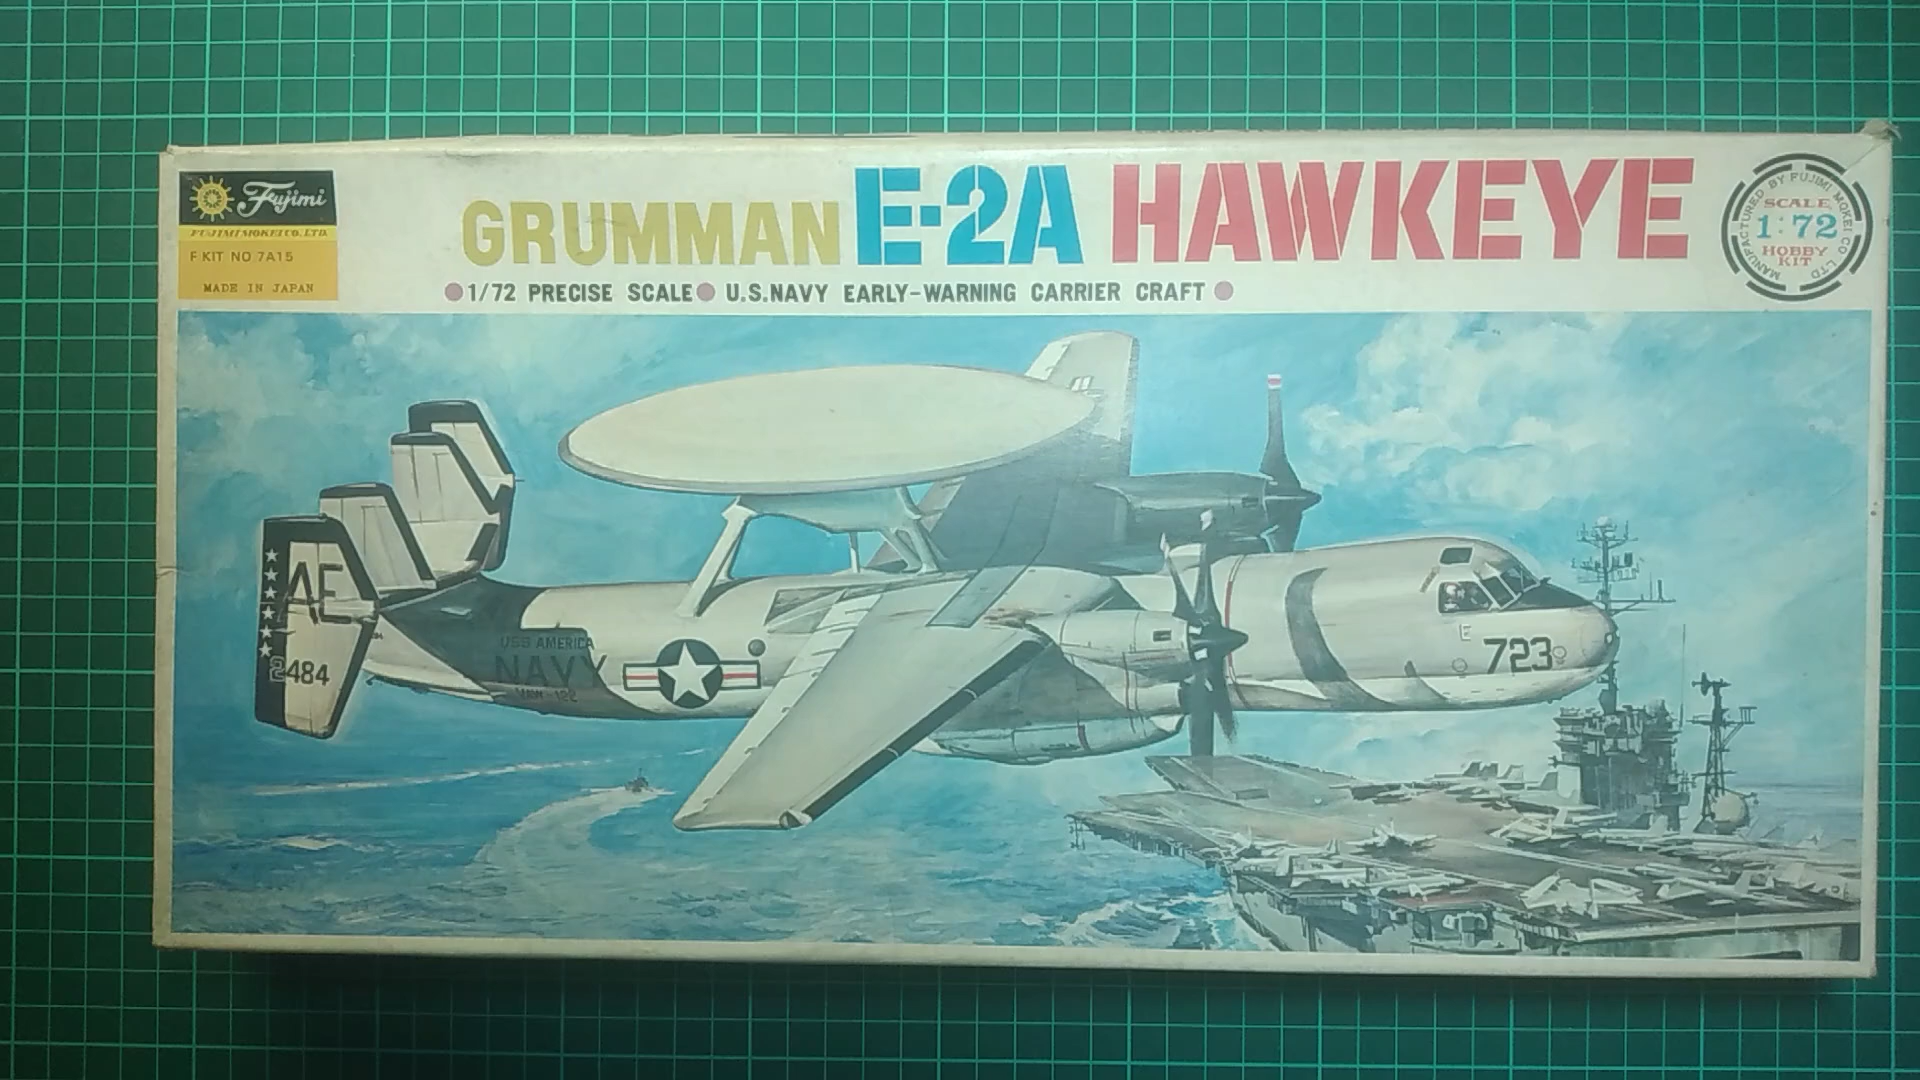 Fujimi
FUJIMI MOKEI CO. LTD.
F KIT NO 7A15
MADE IN JAPAN
GRUMMAN E-2A HAWKEYE
1/72 PRECISE SCALE U.S.NAVY EARLY-WARNING CARRIER CRAFT
MANUFACTURED BY FUJIMI MOKEI CO LTD
SCALE
1:72
HOBBY
KIT
AE
2484
USS AMERICA
NAVY
VAW-122
E
723